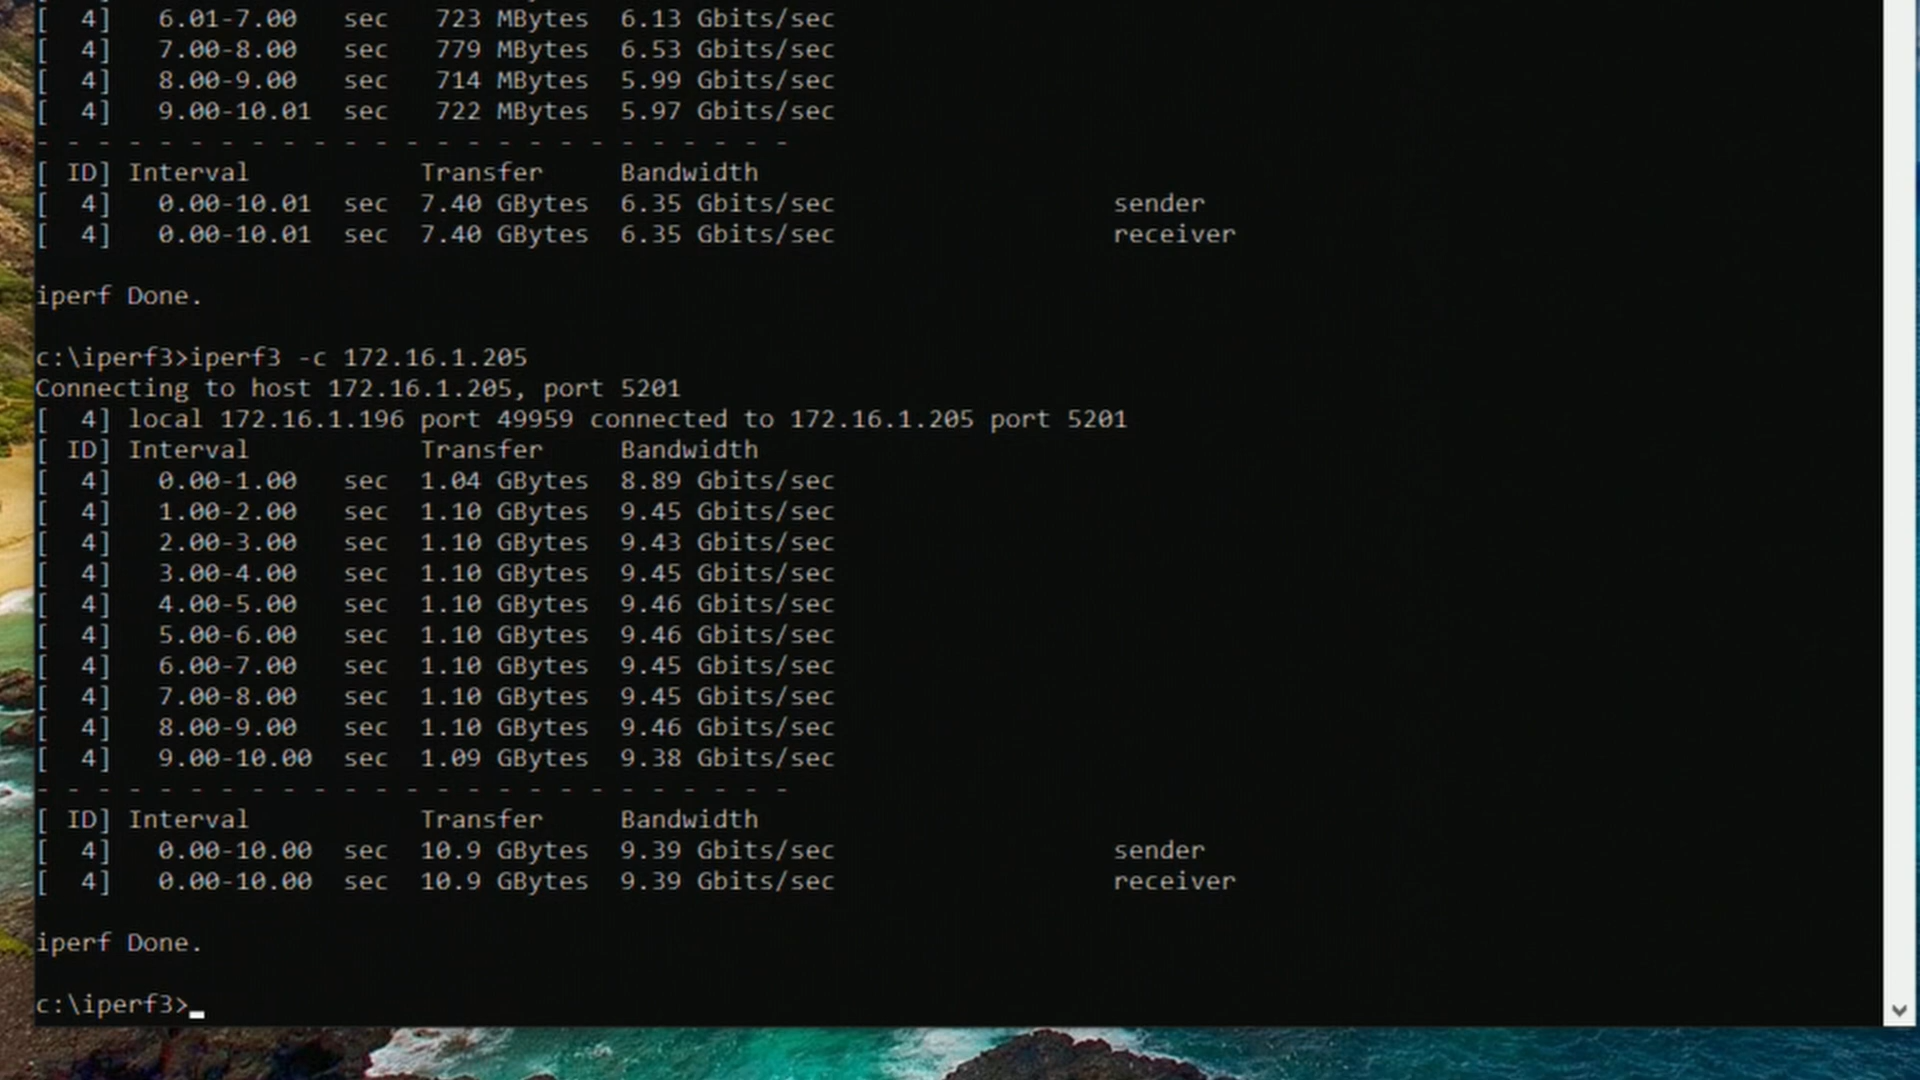 [  4]   6.01-7.00   sec   723 MBytes  6.13 Gbits/sec
[  4]   7.00-8.00   sec   779 MBytes  6.53 Gbits/sec
[  4]   8.00-9.00   sec   714 MBytes  5.99 Gbits/sec
[  4]   9.00-10.01  sec   722 MBytes  5.97 Gbits/sec
- - - - - - - - - - - - - - - - - - - - - - - - -
[ ID] Interval           Transfer     Bandwidth
[  4]   0.00-10.01  sec  7.40 GBytes  6.35 Gbits/sec                  sender
[  4]   0.00-10.01  sec  7.40 GBytes  6.35 Gbits/sec                  receiver
iperf Done.
c:\iperf3>iperf3 -c 172.16.1.205
Connecting to host 172.16.1.205, port 5201
[  4] local 172.16.1.196 port 49959 connected to 172.16.1.205 port 5201
[ ID] Interval           Transfer     Bandwidth
[  4]   0.00-1.00   sec  1.04 GBytes  8.89 Gbits/sec
[  4]   1.00-2.00   sec  1.10 GBytes  9.45 Gbits/sec
[  4]   2.00-3.00   sec  1.10 GBytes  9.43 Gbits/sec
[  4]   3.00-4.00   sec  1.10 GBytes  9.45 Gbits/sec
[  4]   4.00-5.00   sec  1.10 GBytes  9.46 Gbits/sec
[  4]   5.00-6.00   sec  1.10 GBytes  9.46 Gbits/sec
[  4]   6.00-7.00   sec  1.10 GBytes  9.45 Gbits/sec
[  4]   7.00-8.00   sec  1.10 GBytes  9.45 Gbits/sec
[  4]   8.00-9.00   sec  1.10 GBytes  9.46 Gbits/sec
[  4]   9.00-10.00  sec  1.09 GBytes  9.38 Gbits/sec
- - - - - - - - - - - - - - - - - - - - - - - - -
[ ID] Interval           Transfer     Bandwidth
[  4]   0.00-10.00  sec  10.9 GBytes  9.39 Gbits/sec                  sender
[  4]   0.00-10.00  sec  10.9 GBytes  9.39 Gbits/sec                  receiver
iperf Done.
c:\iperf3>